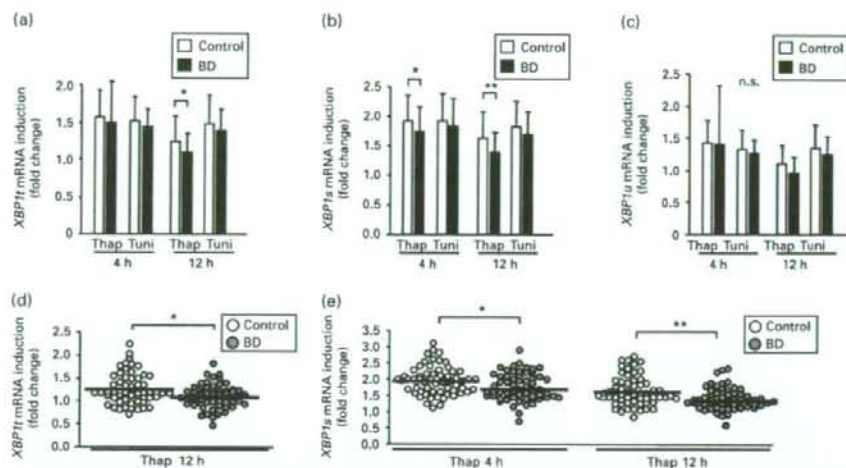 (a)
Control
BD
XBP1t mRNA induction
(fold change)
2.0
1.5
1.0
0.5
0
*
Thap Tuni Thap Tuni
4 h 12 h
(b)
Control
BD
XBP1s mRNA induction
(fold change)
2.5
2.0
1.5
1.0
0.5
0.0
*
**
Thap Tuni Thap Tuni
4 h 12 h
(c)
Control
BD
XBP1u mRNA induction
(fold change)
2.5
2.0
1.5
1.0
0.5
0
n.s.
Thap Tuni Thap Tuni
4 h 12 h
(d)
Control
BD
XBP1t mRNA induction
(fold change)
2.5
2.0
1.5
1.0
0.5
0.0
*
Thap 12 h
(e)
Control
BD
XBP1s mRNA induction
(fold change)
3.5
3.0
2.5
2.0
1.5
1.0
0.5
0.0
*
**
Thap 4 h Thap 12 h